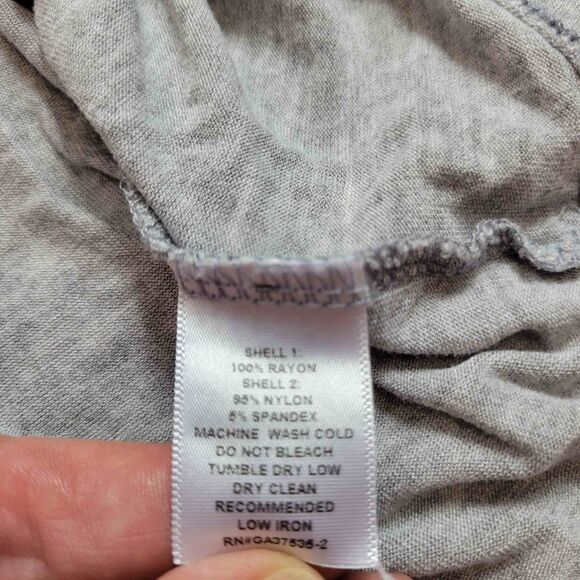 SHELL 1:
100% RAYON
SHELL 2:
95% NYLON
5% SPANDEX
MACHINE WASH COLD
DO NOT BLEACH
TUMBLE DRY LOW
DRY CLEAN
RECOMMENDED
LOW IRON
RN#GA37535-2